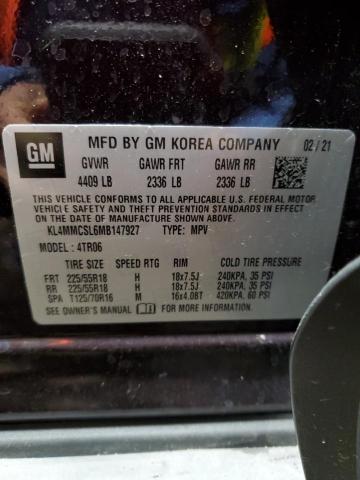 GM
MFD BY GM KOREA COMPANY 02/21
GVWR GAWR FRT GAWR RR
4409 LB 2336 LB 2336 LB
THIS VEHICLE CONFORMS TO ALL APPLICABLE U.S. FEDERAL MOTOR
VEHICLE SAFETY, BUMPER, AND THEFT PREVENTION STANDARDS IN
EFFECT ON THE DATE OF MANUFACTURE SHOWN ABOVE.
KL4MMCSL6MB147927 TYPE: MPV
MODEL: 4TR06
TIRE SIZE SPEED RTG RIM COLD TIRE PRESSURE
FRT 225/55R18 H 18x7.5J 240KPA, 35 PSI
RR 225/55R18 H 18x7.5J 240KPA, 35 PSI
SPA T125/70R16 M 16x4.0BT 420KPA, 60 PSI
SEE OWNER'S MANUAL FOR MORE INFORMATION.